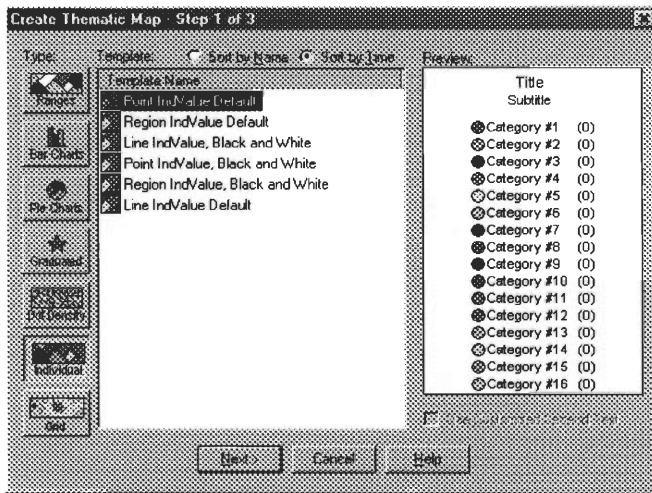 Create Thematic Map - Step 1 of 3
Type:
Template:
Sort by Name
Sort by Time
Preview:
Ranges
Bar Charts
Pie Charts
Graduated
Dot Density
Individual
Grid
Template Name
Point IndValue Default
Region IndValue Default
Line IndValue, Black and White
Point IndValue, Black and White
Region IndValue, Black and White
Line IndValue Default
Title
Subtitle
Category #1 (0)
Category #2 (0)
Category #3 (0)
Category #4 (0)
Category #5 (0)
Category #6 (0)
Category #7 (0)
Category #8 (0)
Category #9 (0)
Category #10 (0)
Category #11 (0)
Category #12 (0)
Category #13 (0)
Category #14 (0)
Category #15 (0)
Category #16 (0)
Next >
Cancel
Help